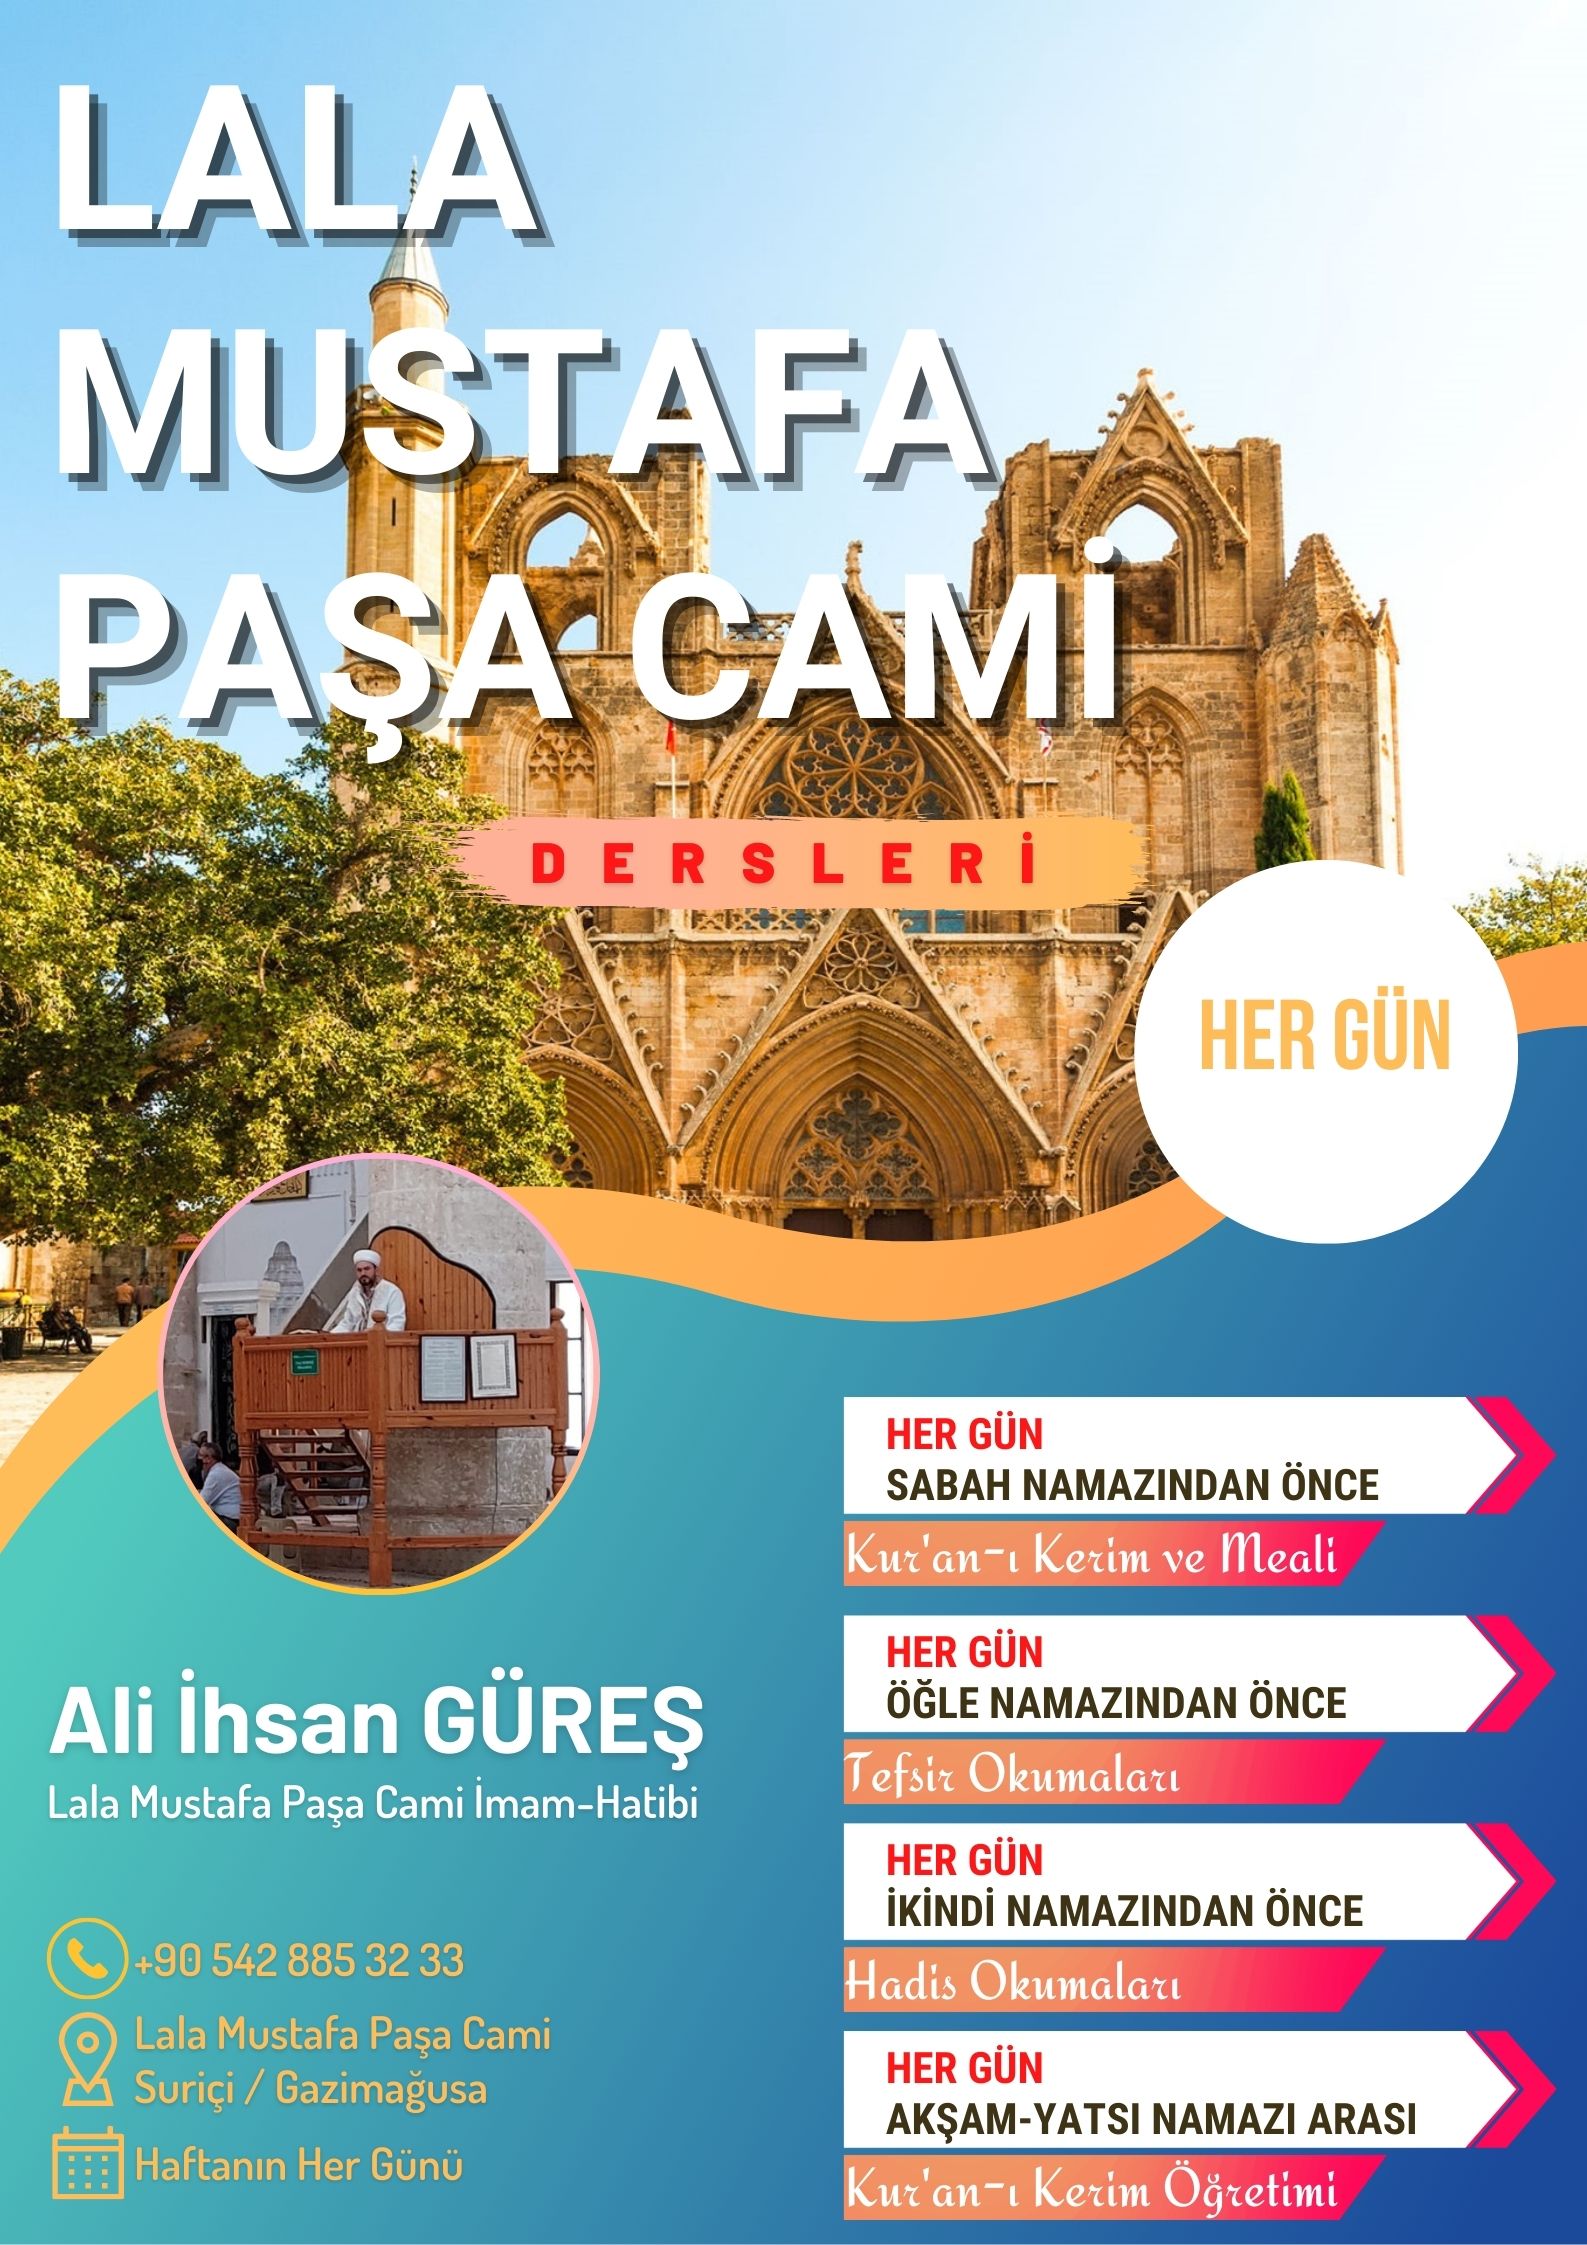 LALA
MUSTAFA
PAŞA CAMİ
DERSLERİ
HER GÜN
Ali İhsan GÜREŞ
Lala Mustafa Paşa Cami İmam-Hatibi
+90 542 885 32 33
Lala Mustafa Paşa Cami
Suriçi / Gazimağusa
Haftanın Her Günü
HER GÜN
SABAH NAMAZINDAN ÖNCE
Kur'an-ı Kerim ve Meali
HER GÜN
ÖĞLE NAMAZINDAN ÖNCE
Tefsir Okumaları
HER GÜN
İKİNDİ NAMAZINDAN ÖNCE
Hadis Okumaları
HER GÜN
AKŞAM-YATSI NAMAZI ARASI
Kur'an-ı Kerim Öğretimi